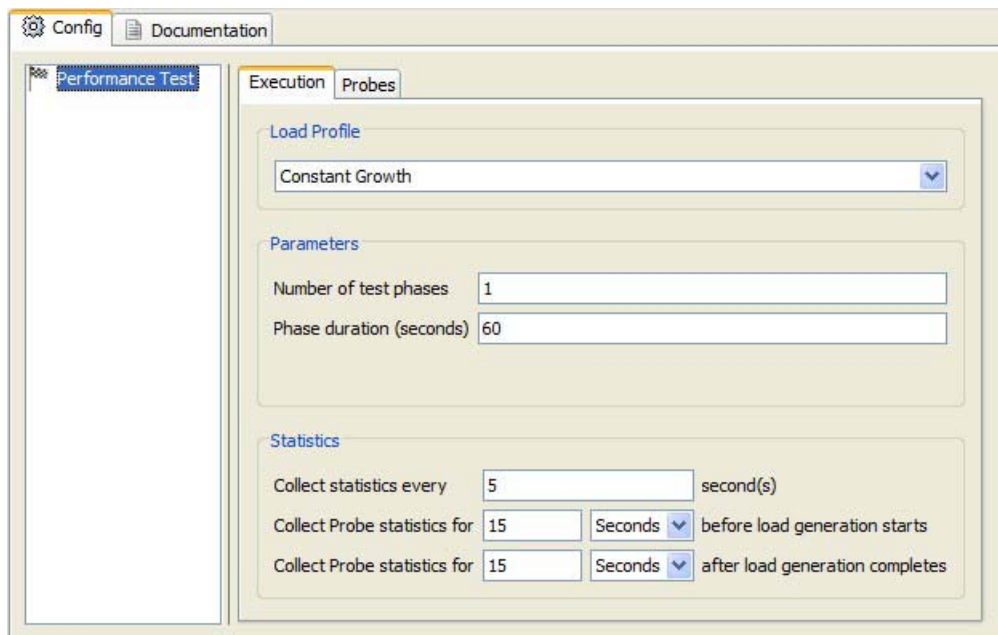 Config Documentation
Performance Test
Execution Probes
Load Profile
Constant Growth
Parameters
Number of test phases 1
Phase duration (seconds) 60
Statistics
Collect statistics every 5 second(s)
Collect Probe statistics for 15 Seconds before load generation starts
Collect Probe statistics for 15 Seconds after load generation completes